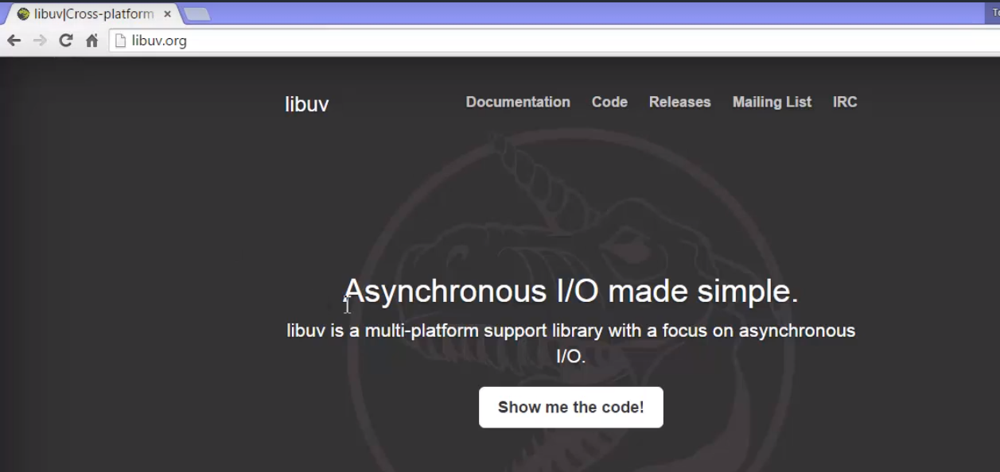 libuv|Cross-platform
libuv.org
libuv
Documentation Code Releases Mailing List IRC
Asynchronous I/O made simple.
libuv is a multi-platform support library with a focus on asynchronous
I/O.
Show me the code!